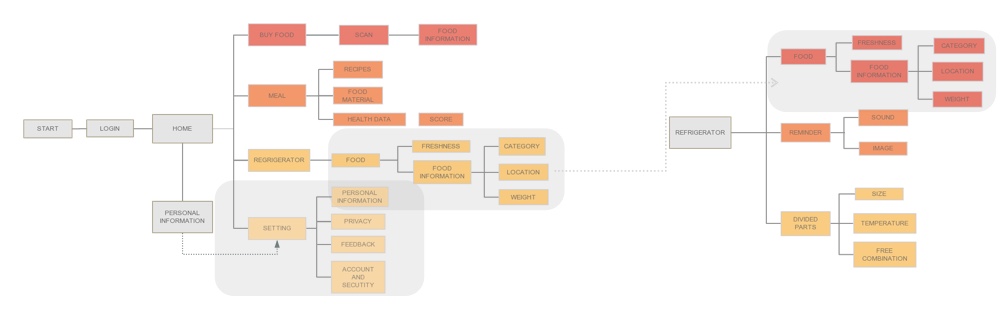 START
LOGIN
HOME
PERSONAL
INFORMATION
BUY FOOD
SCAN
FOOD
INFORMATION
MEAL
RECIPES
FOOD
MATERIAL
HEALTH DATA
SCORE
REGRIGERATOR
FOOD
FRESHNESS
FOOD
INFORMATION
CATEGORY
LOCATION
WEIGHT
SETTING
PERSONAL
INFORMATION
PRIVACY
FEEDBACK
ACCOUNT
AND
SECUTITY
REFRIGERATOR
FOOD
FRESHNESS
FOOD
INFORMATION
CATEGORY
LOCATION
WEIGHT
REMINDER
SOUND
IMAGE
DIVIDED
PARTS
SIZE
TEMPERATURE
FREE
COMBINATION